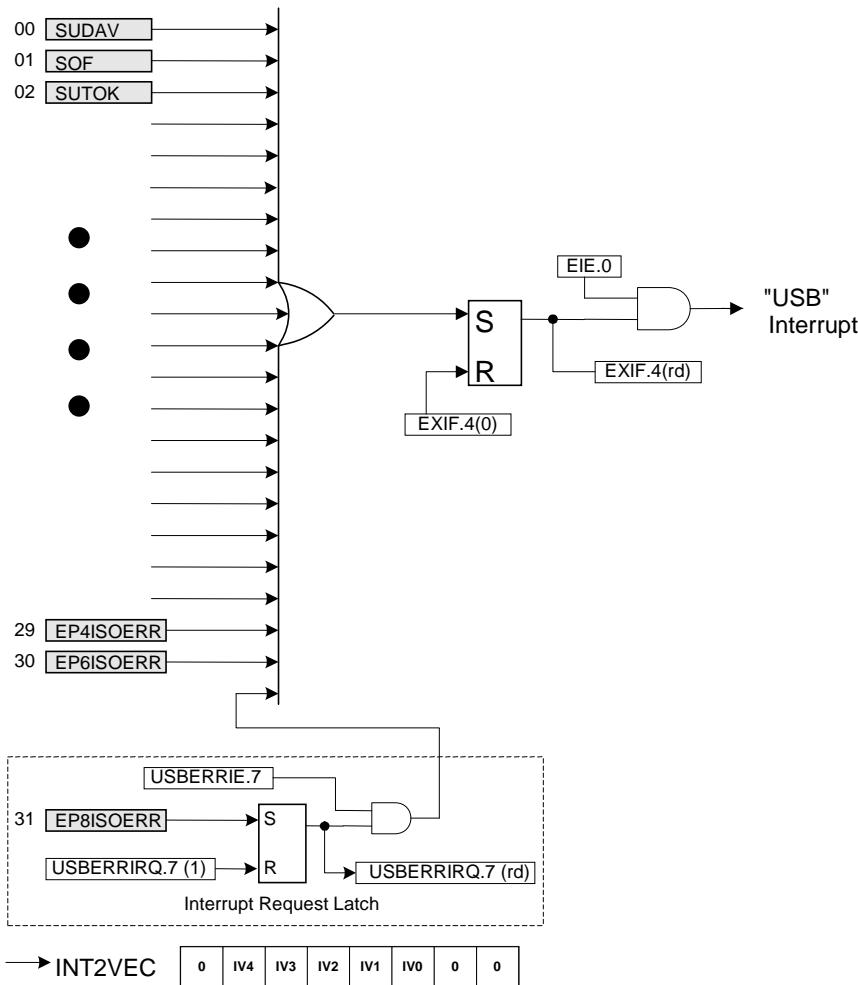 00 SUDAV
01 SOF
02 SUTOK
EIE.0
"USB"
Interrupt
S
R
EXIF.4(rd)
EXIF.4(0)
29 EP4ISOERR
30 EP6ISOERR
USBERRIE.7
31 EP8ISOERR
S
USBERRIRQ.7 (1)
R
USBERRIRQ.7 (rd)
Interrupt Request Latch
INT2VEC 0 IV4 IV3 IV2 IV1 IV0 0 0